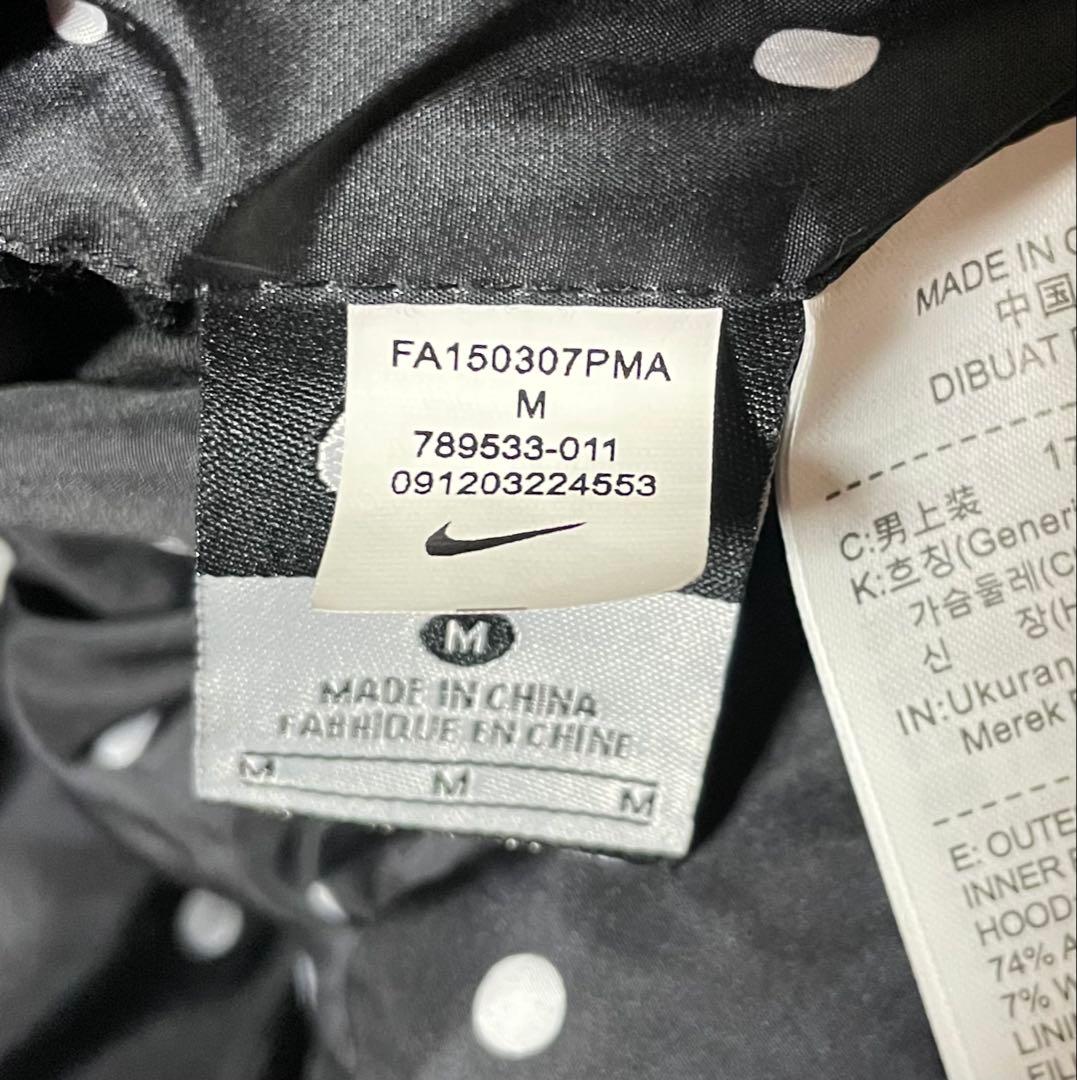 FA150307PMA
M
789533-011
091203224553
M
MADE IN CHINA
FABRIQUE EN CHINE
M M M
MADE IN
中国
DIBUAT
C:男上装
K:흐칭(Generi
가슴둘레(C
신 장(H
IN:Ukuran
Merek
E: OUTE
INNER
HOOD
74%
7% W
LINI
FIL